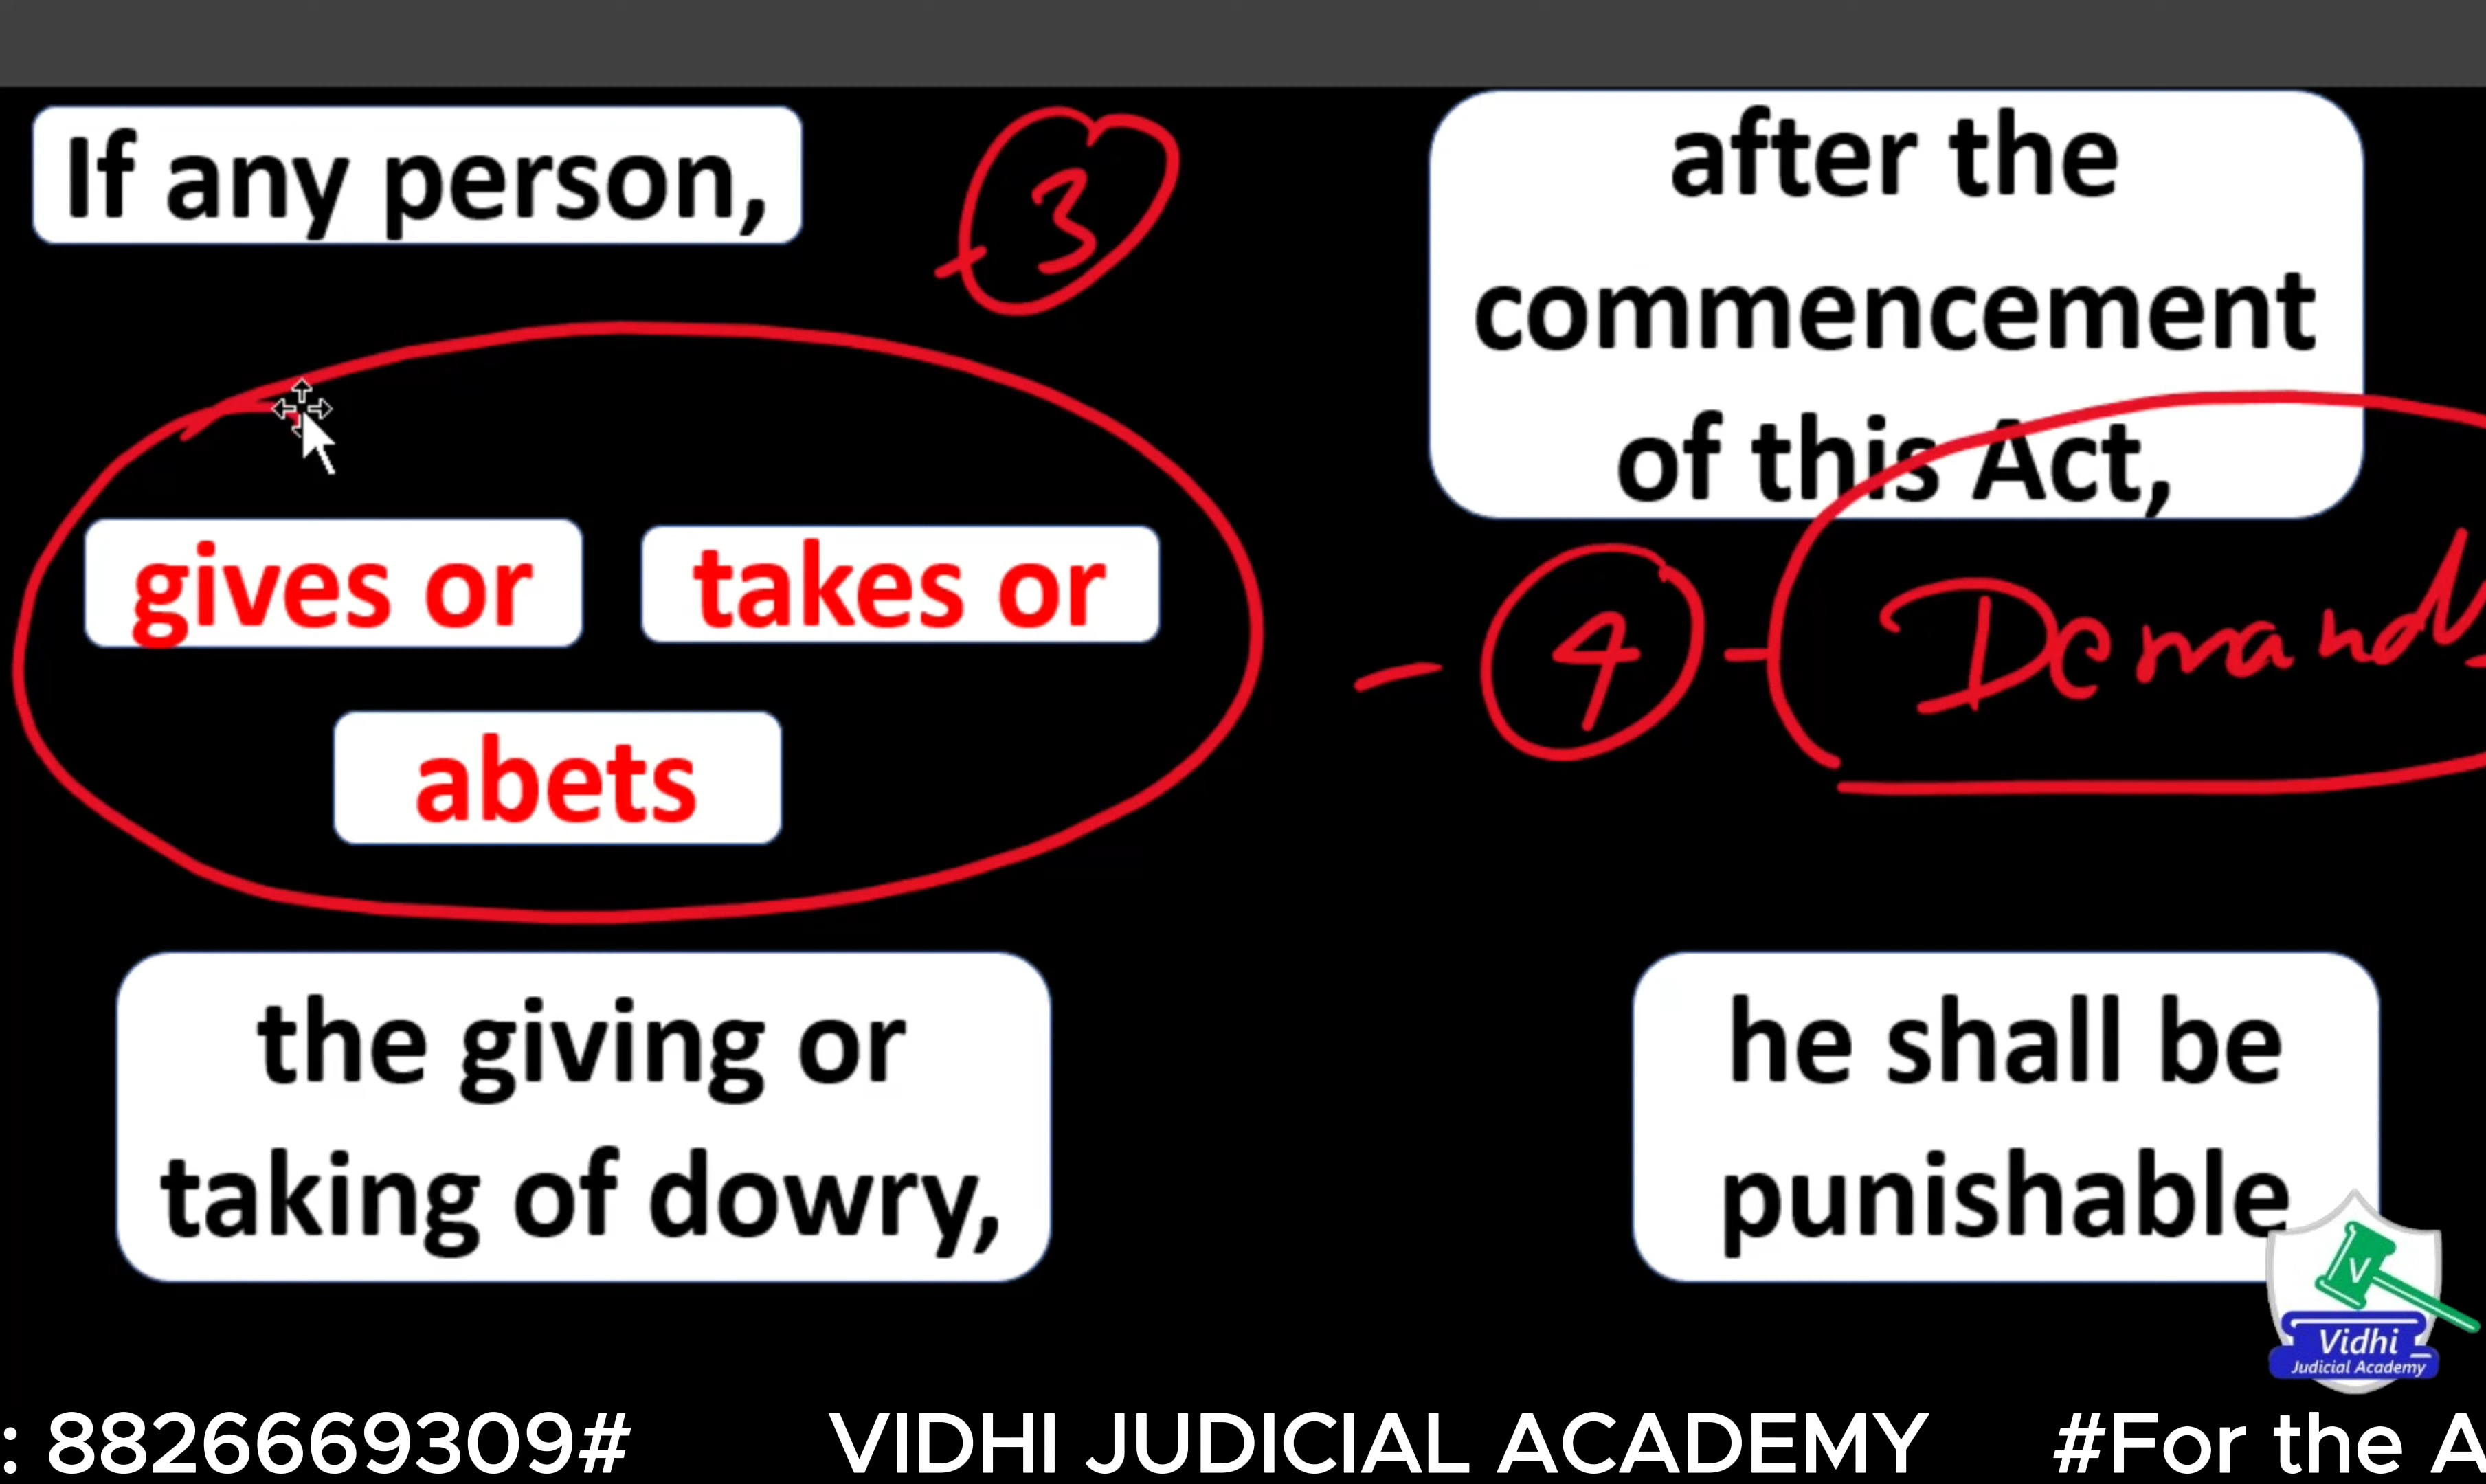 If any person,
3
after the
commencement
of this Act,
gives or
takes or
abets
4
the giving or
taking of dowry,
he shall be
punishable
V
Vidhi
Judicial Academy
: 8826669309# VIDHI JUDICIAL ACADEMY #For the A